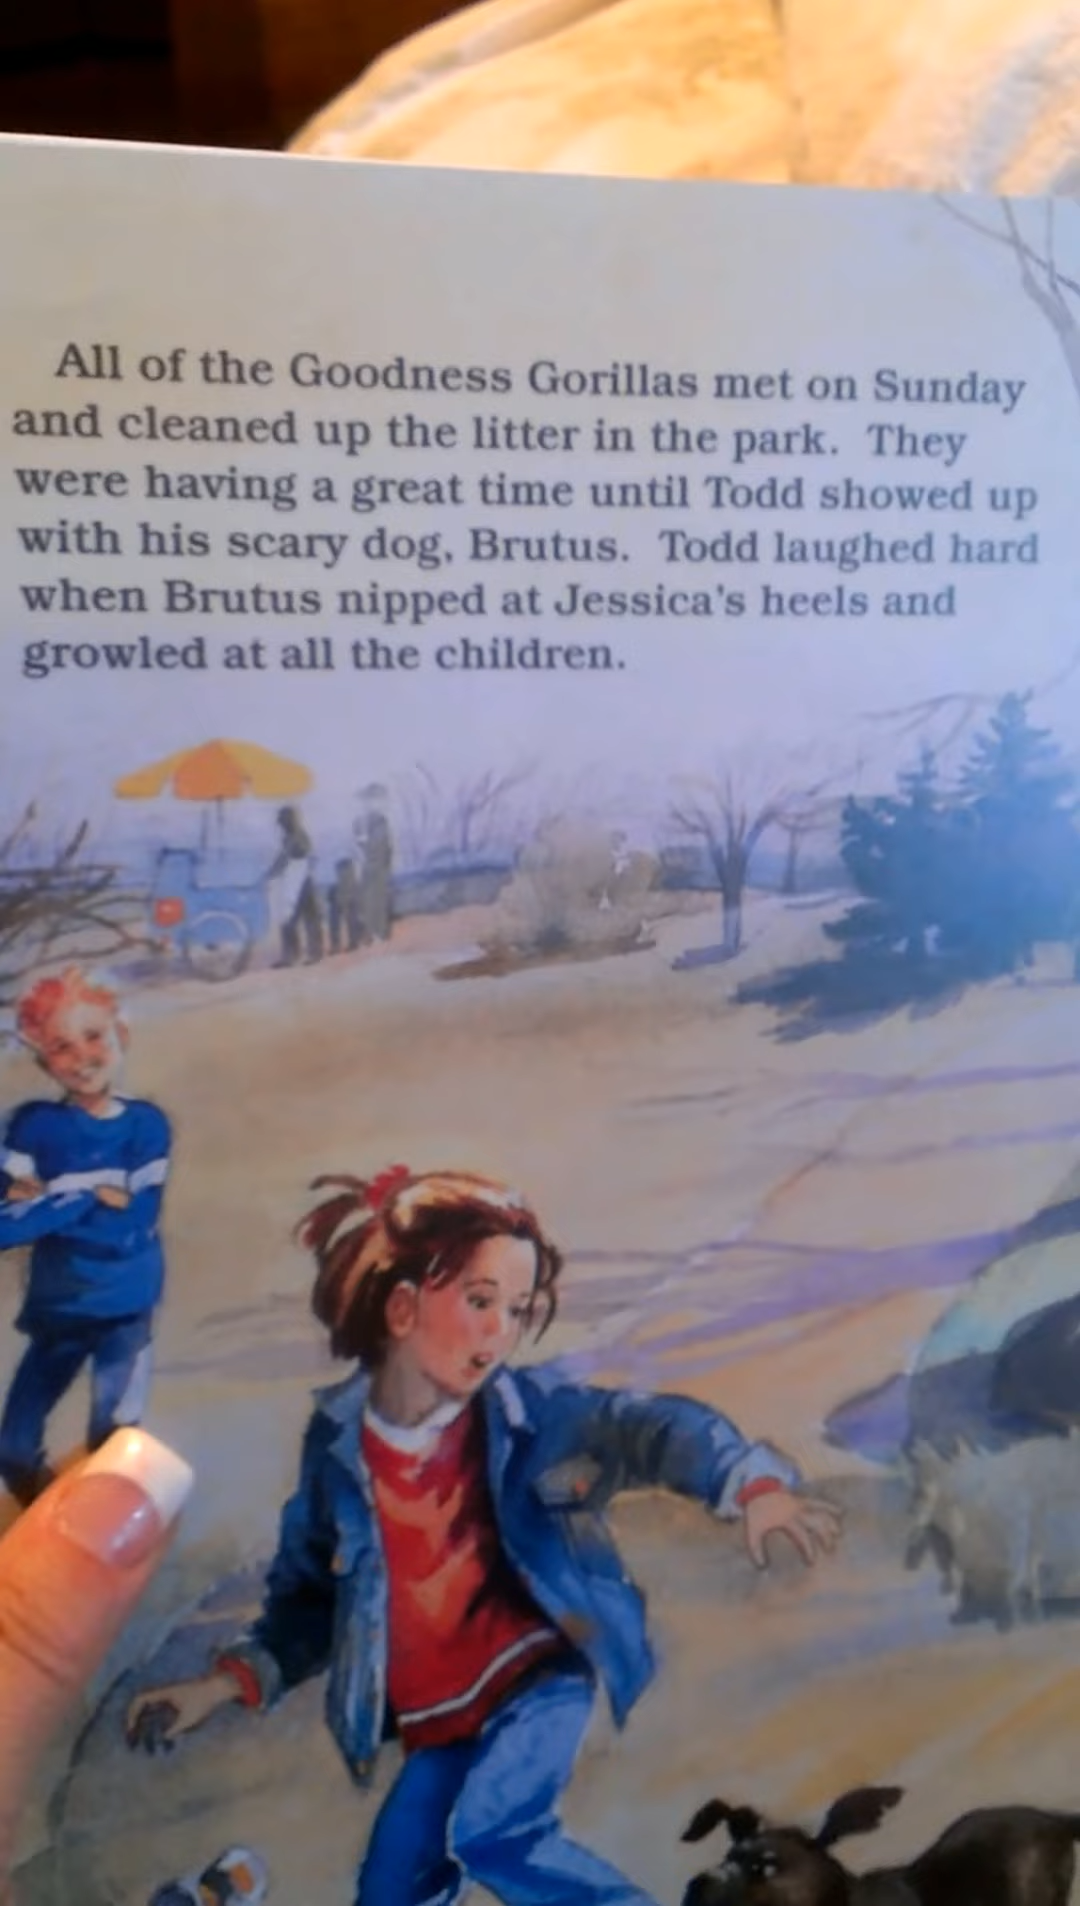 All of the Goodness Gorillas met on Sunday
and cleaned up the litter in the park. They
were having a great time until Todd showed up
with his scary dog, Brutus. Todd laughed hard
when Brutus nipped at Jessica's heels and
growled at all the children.